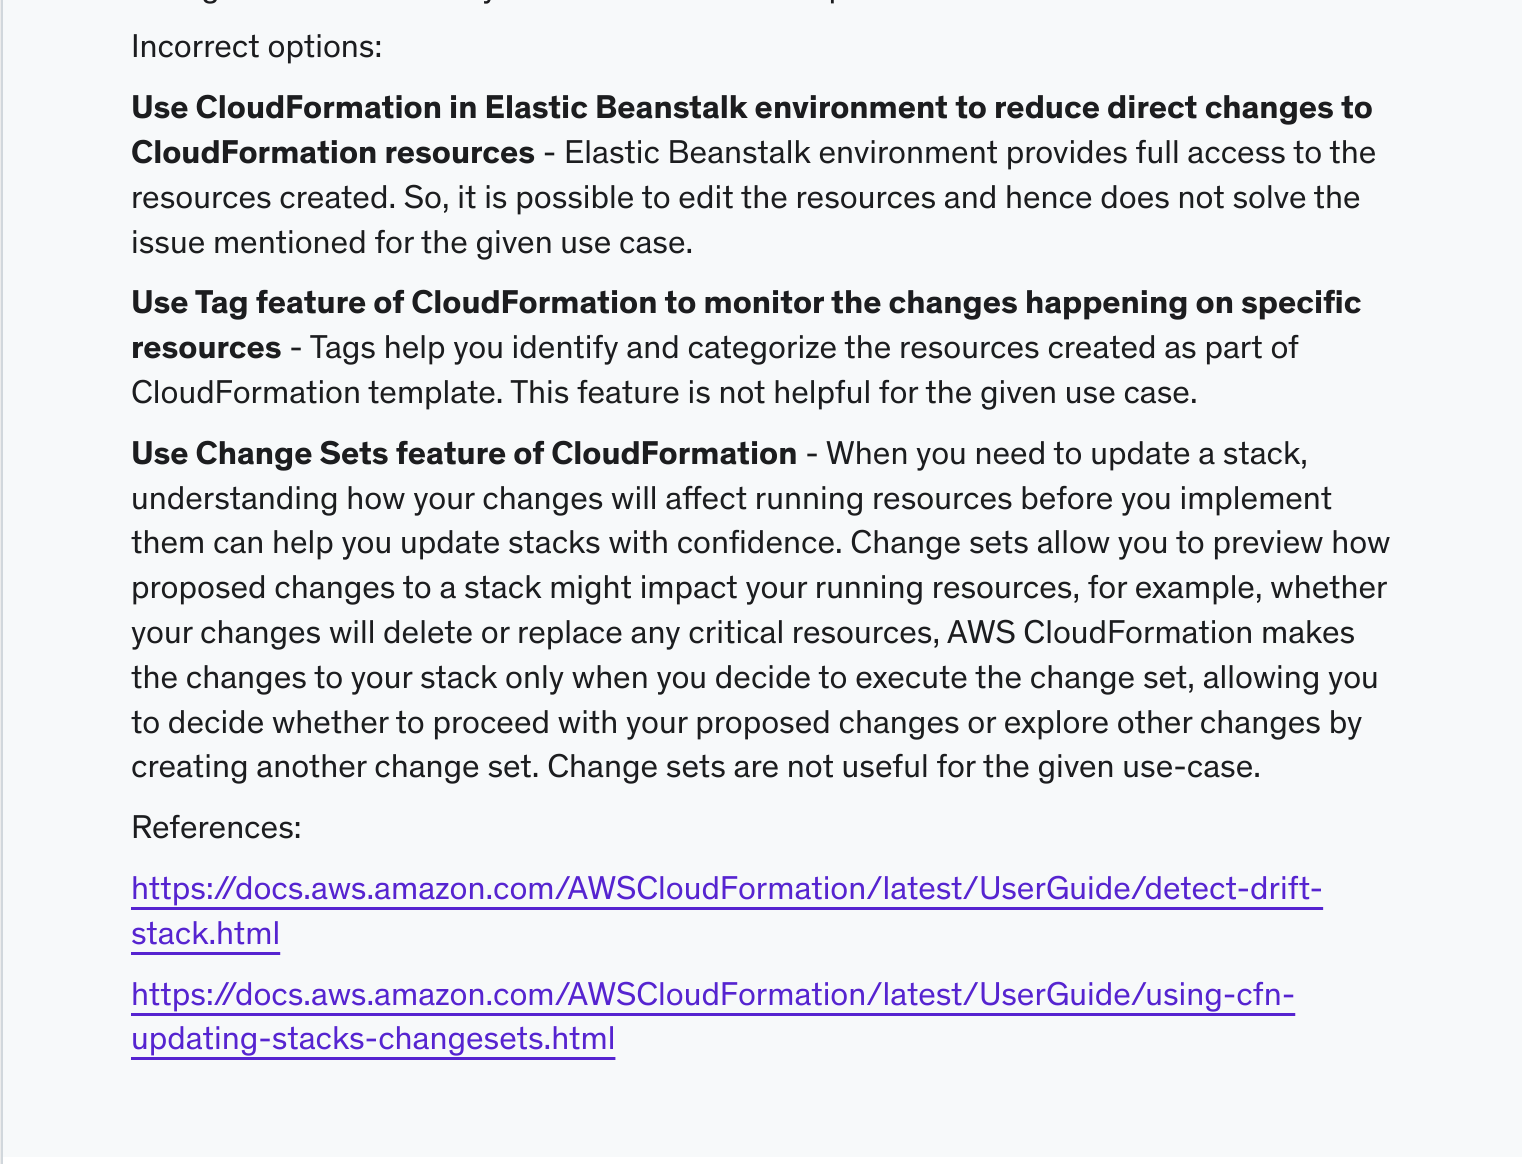 Incorrect options:
Use CloudFormation in Elastic Beanstalk environment to reduce direct changes to
CloudFormation resources - Elastic Beanstalk environment provides full access to the
resources created. So, it is possible to edit the resources and hence does not solve the
issue mentioned for the given use case.
Use Tag feature of CloudFormation to monitor the changes happening on specific
resources - Tags help you identify and categorize the resources created as part of
CloudFormation template. This feature is not helpful for the given use case.
Use Change Sets feature of CloudFormation - When you need to update a stack,
understanding how your changes will affect running resources before you implement
them can help you update stacks with confidence. Change sets allow you to preview how
proposed changes to a stack might impact your running resources, for example, whether
your changes will delete or replace any critical resources, AWS CloudFormation makes
the changes to your stack only when you decide to execute the change set, allowing you
to decide whether to proceed with your proposed changes or explore other changes by
creating another change set. Change sets are not useful for the given use-case.
References:
https://docs.aws.amazon.com/AWSCloudFormation/latest/UserGuide/detect-drift-
stack.html
https://docs.aws.amazon.com/AWSCloudFormation/latest/UserGuide/using-cfn-
updating-stacks-changesets.html